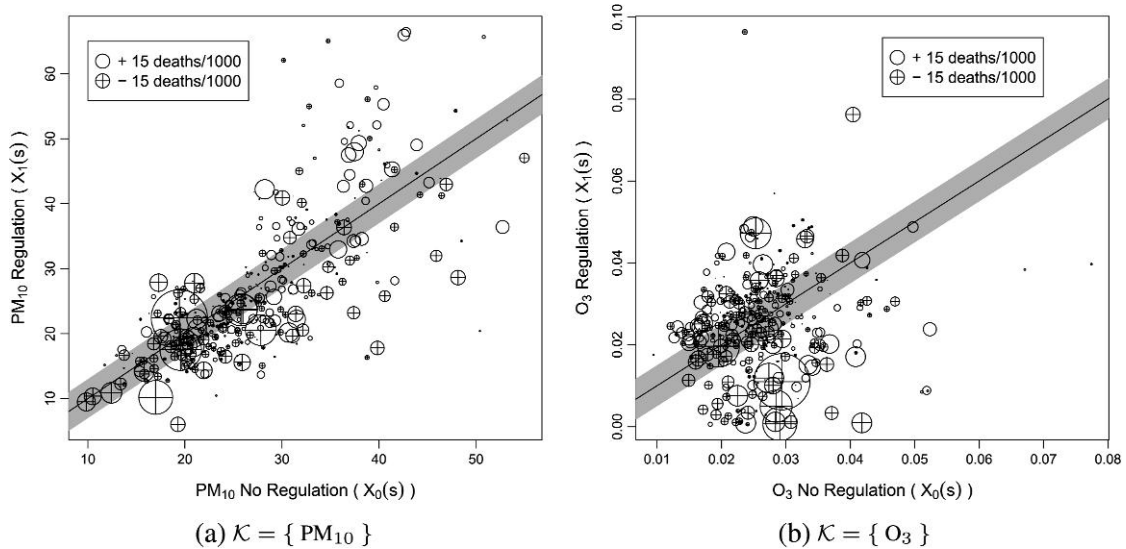 + 15 deaths/1000
− 15 deaths/1000
60
50
40
30
20
10
PM10 Regulation ( X1(s) )
10 20 30 40 50
PM10 No Regulation ( X0(s) )
(a) K = { PM10 }
+ 15 deaths/1000
− 15 deaths/1000
0.10
0.08
0.06
0.04
0.02
0.00
O3 Regulation ( X1(s) )
0.01 0.02 0.03 0.04 0.05 0.06 0.07 0.08
O3 No Regulation ( X0(s) )
(b) K = { O3 }